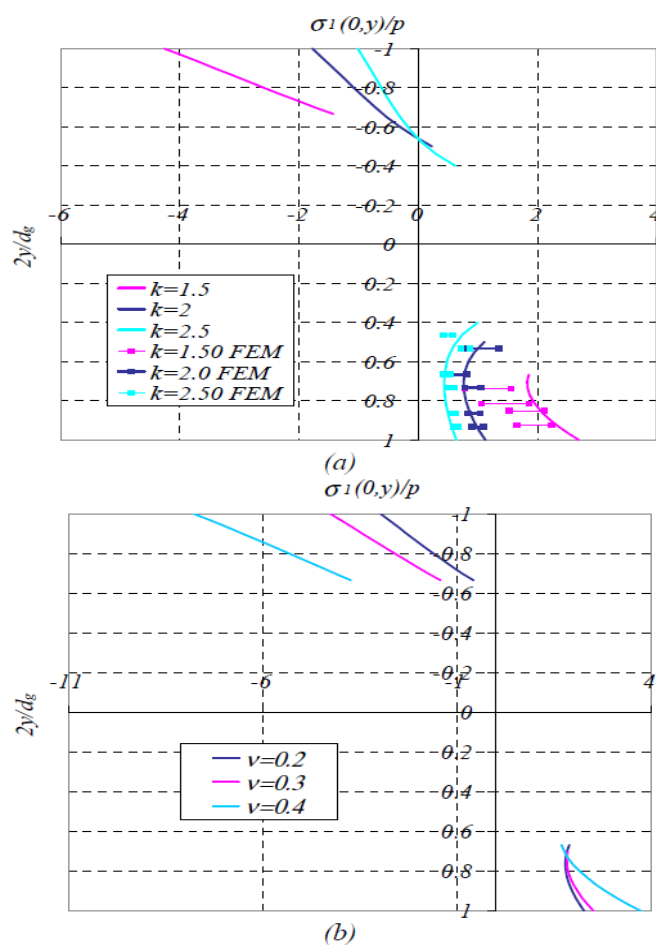 σ1(0,y)/p
-1
-0.8
-0.6
-0.4
-0.2
-6 -4 -2 0 2
0
0.2
0.4
0.6
0.8
1
2y/dg
k=1.5
k=2
k=2.5
k=1.50 FEM
k=2.0 FEM
k=2.50 FEM
(a)
σ1(0,y)/p
-1
-0.8
-0.6
-0.4
-0.2
-11 -6 -1 4
0
0.2
0.4
0.6
0.8
1
2y/dg
ν=0.2
ν=0.3
ν=0.4
(b)